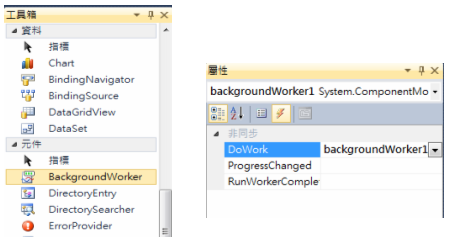 工具箱
資料
指標
Chart
BindingNavigator
BindingSource
DataGridView
DataSet
元件
指標
BackgroundWorker
DirectoryEntry
DirectorySearcher
ErrorProvider
屬性
backgroundWorker1 System.ComponentMo
非同步
DoWork backgroundWorker1
ProgressChanged
RunWorkerComple